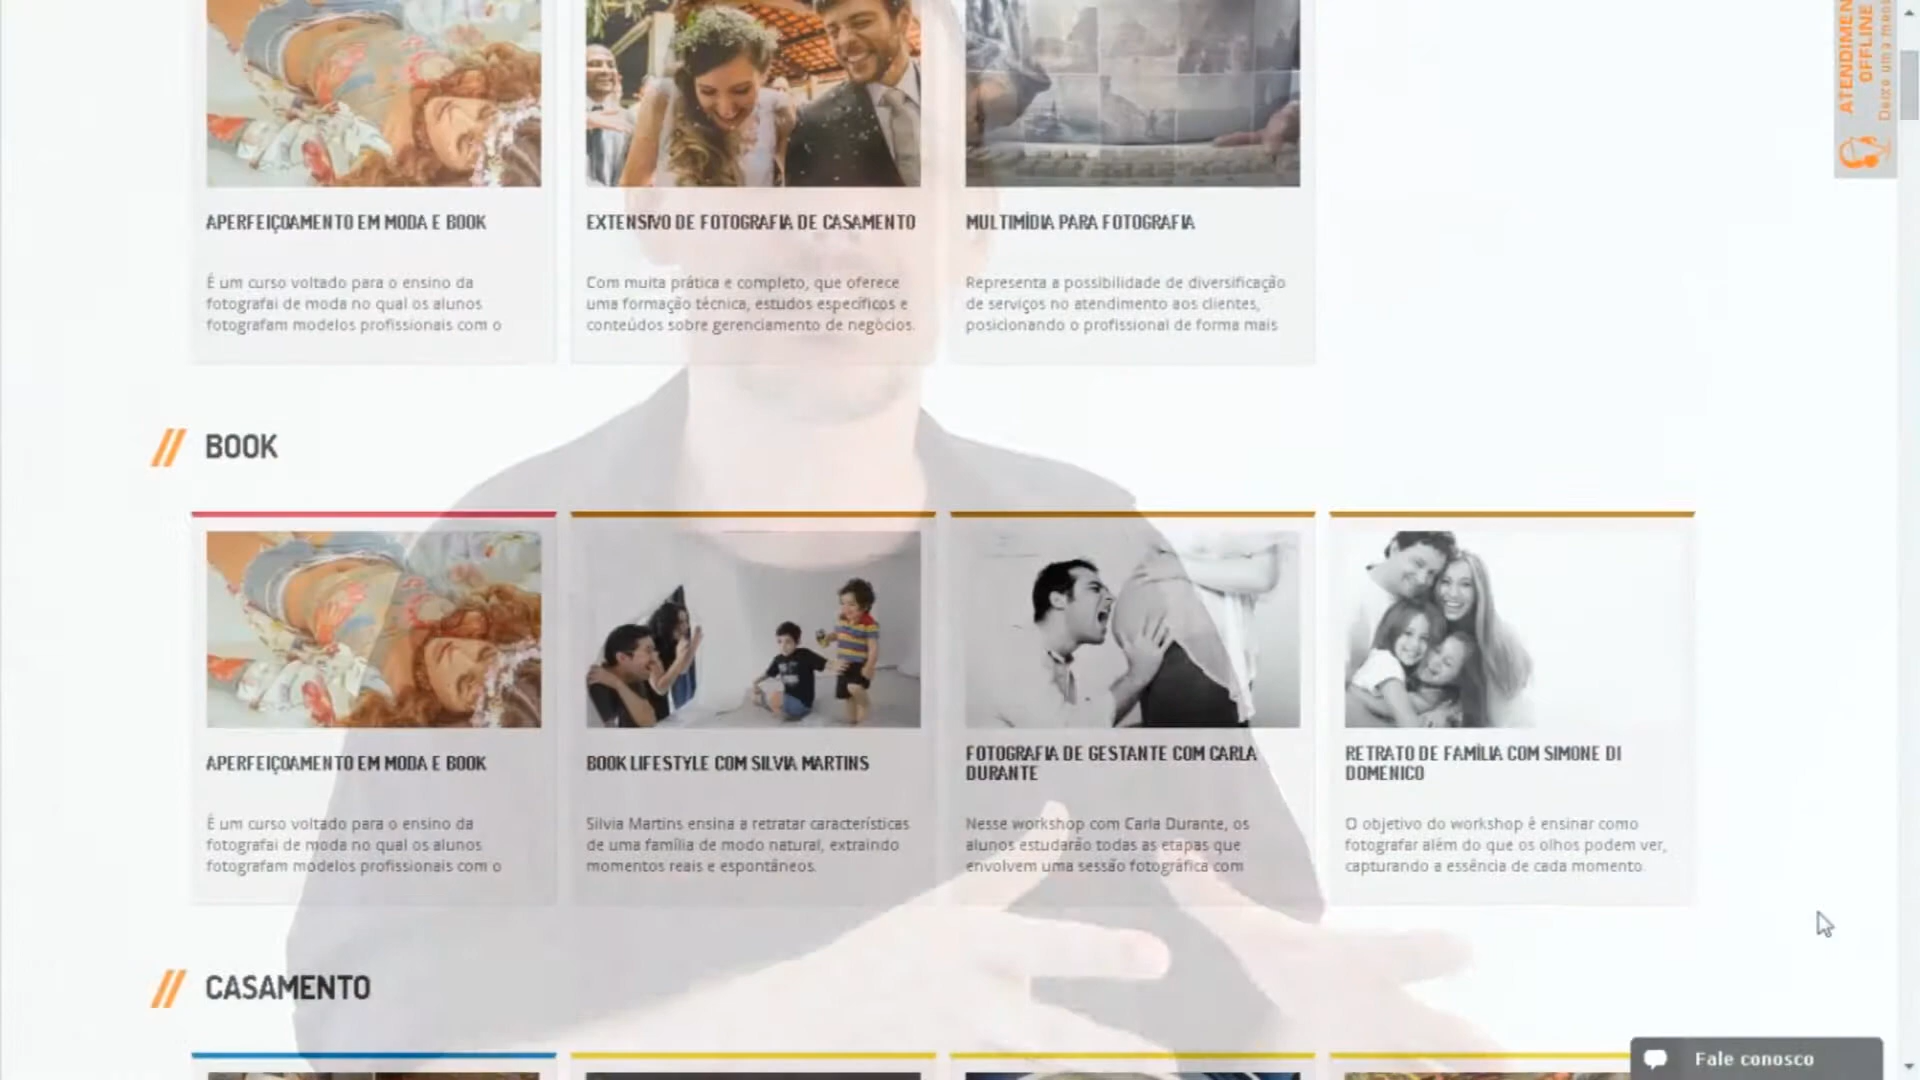 ATENDIMEN
OFFLINE
APERFEIÇOAMENTO EM MODA E BOOK
É um curso voltado para o ensino da
fotografai de moda no qual os alunos
fotografam modelos profissionais com o
EXTENSIVO DE FOTOGRAFIA DE CASAMENTO
Com muita prática e completo, que oferece
uma formação técnica, estudos específicos e
conteúdos sobre gerenciamento de negócios.
MULTIMÍDIA PARA FOTOGRAFIA
Representa a possibilidade de diversificação
de serviços no atendimento aos clientes,
posicionando o profissional de forma mais
// BOOK
APERFEIÇOAMENTO EM MODA E BOOK
É um curso voltado para o ensino da
fotografai de moda no qual os alunos
fotografam modelos profissionais com o
BOOK LIFESTYLE COM SILVIA MARTINS
Silvia Martins ensina a retratar características
de uma família de modo natural, extraindo
momentos reais e espontâneos.
FOTOGRAFIA DE GESTANTE COM CARLA
DURANTE
Nesse workshop com Carla Durante, os
alunos estudarão todas as etapas que
envolvem uma sessão fotográfica com
RETRATO DE FAMÍLIA COM SIMONE DI
DOMENICO
O objetivo do workshop é ensinar como
fotografar além do que os olhos podem ver,
capturando a essência de cada momento.
// CASAMENTO
Fale conosco